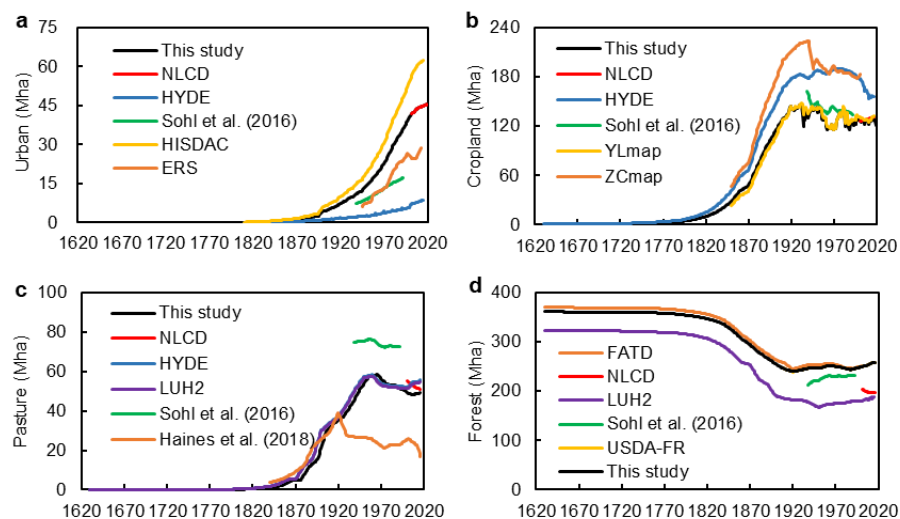 a
75
60
45
30
15
0
Urban (Mha)
This study
NLCD
HYDE
Sohl et al. (2016)
HISDAC
ERS
1620 1670 1720 1770 1820 1870 1920 1970 2020
b
240
180
120
60
0
Cropland (Mha)
This study
NLCD
HYDE
Sohl et al. (2016)
YLmap
ZCmap
1620 1670 1720 1770 1820 1870 1920 1970 2020
c
100
80
60
40
20
0
Pasture (Mha)
This study
NLCD
HYDE
LUH2
Sohl et al. (2016)
Haines et al. (2018)
1620 1670 1720 1770 1820 1870 1920 1970 2020
d
400
300
200
100
0
Forest (Mha)
FATD
NLCD
LUH2
Sohl et al. (2016)
USDA-FR
This study
1620 1670 1720 1770 1820 1870 1920 1970 2020